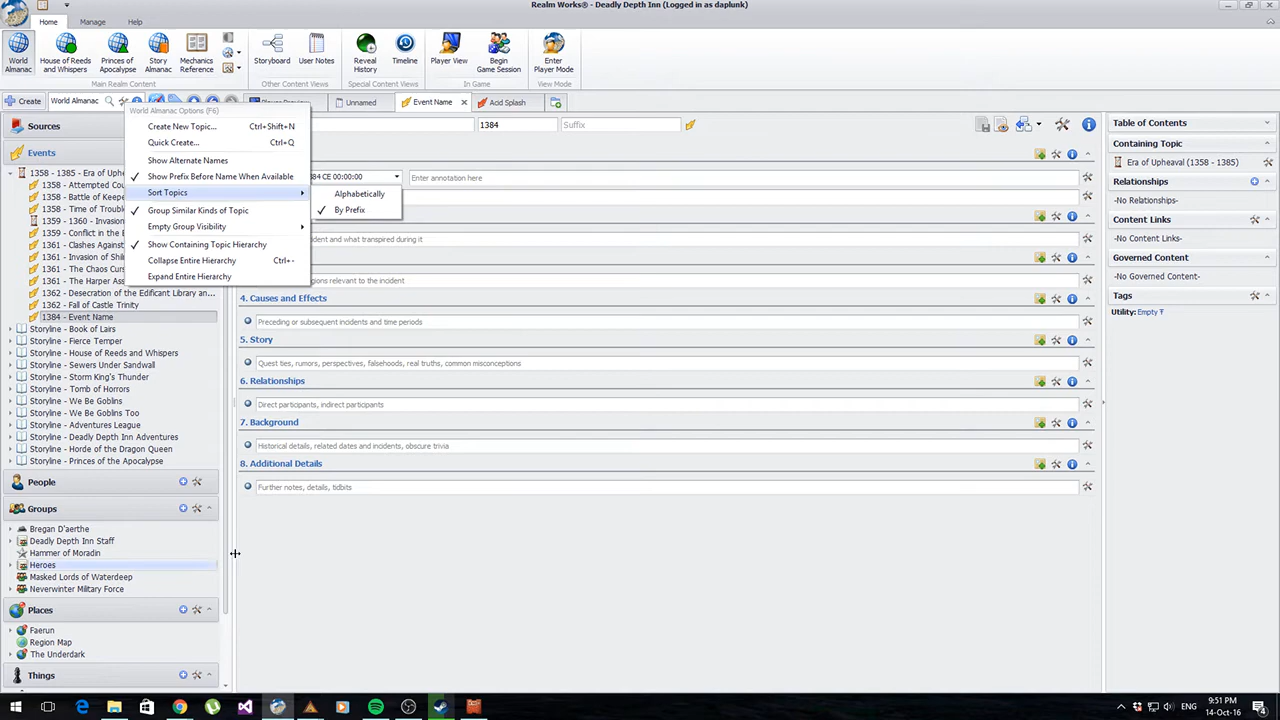 Realm Works® - Deadly Depth Inn (Logged in as daplunk)
Home
Manage
Help
World Almanac
House of Reeds and Whispers
Princes of Apocalypse
Story Almanac
Mechanics Reference
Storyboard
User Notes
Reveal History
Timeline
Player View
Begin Game Session
Enter Player Mode
Main Realm Content
Other Content Views
Special Content Views
In Game
View Mode
Create
World Almanac
Unnamed
Event Name
Acid Splash
World Almanac Options (F6)
Create New Topic... Ctrl+Shift+N
Quick Create... Ctrl+Q
Show Alternate Names
Show Prefix Before Name When Available
Sort Topics
Group Similar Kinds of Topic
Empty Group Visibility
Show Containing Topic Hierarchy
Collapse Entire Hierarchy Ctrl+-
Expand Entire Hierarchy
Alphabetically
By Prefix
Sources
Events
1358 - 1385 - Era of Uphe
1358 - Attempted Cou
1358 - Battle of Keepe
1358 - Time of Trouble
1359 - 1360 - Invasion
1359 - Conflict in the E
1361 - Clashes Against
1361 - Invasi
1361 - The Chaos Curs
1361 - The Harper Ass
1362 - Desecration of the Edificant Library an...
1362 - Fall of Castle Trinity
1384 - Event Name
Storyline - Book of Lairs
Storyline - Fierce Temper
Storyline - House of Reeds and Whispers
Storyline - Sewers Under Sandwall
Storyline - Storm King's Thunder
Storyline - Tomb of Horrors
Storyline - We Be Goblins
Storyline - We Be Goblins Too
Storyline - Adventures League
Storyline - Deadly Depth Inn Adventures
Storyline - Horde of the Dragon Queen
Storyline - Princes of the Apocalypse
People
Groups
Bregan D'aerthe
Deadly Depth Inn Staff
Hammer of Moradin
Heroes
Masked Lords of Waterdeep
Neverwinter Military Force
Places
Faerun
Region Map
The Underdark
Things
1384
Suffix
84 CE 00:00:00
Enter annotation here
ident and what transpired during it
gions relevant to the incident
4. Causes and Effects
Preceding or subsequent incidents and time periods
5. Story
Quest ties, rumors, perspectives, falsehoods, real truths, common misconceptions
6. Relationships
Direct participants, indirect participants
7. Background
Historical details, related dates and incidents, obscure trivia
8. Additional Details
Further notes, details, tidbits
Table of Contents
Containing Topic
Era of Upheaval (1358 - 1385)
Relationships
-No Relationships-
Content Links
-No Content Links-
Governed Content
-No Governed Content-
Tags
Utility: Empty
9:51 PM
14-Oct-16